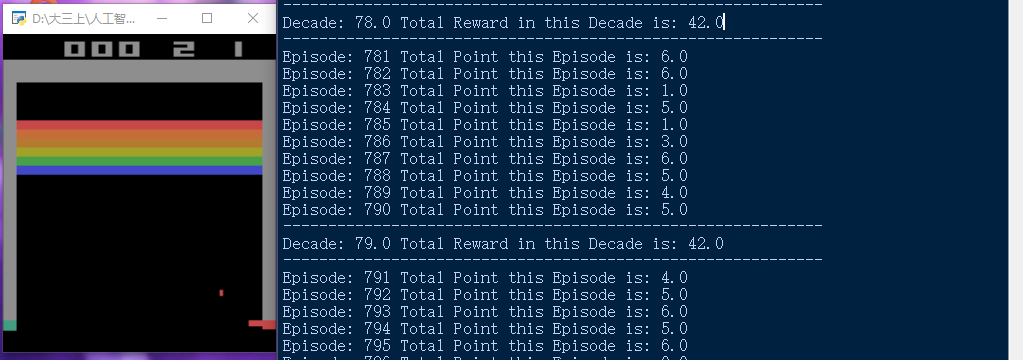 D:\大三上\人工智...
000 2 1
------------------------------------------------------------
Decade: 78.0 Total Reward in this Decade is: 42.0
------------------------------------------------------------
Episode: 781 Total Point this Episode is: 6.0
Episode: 782 Total Point this Episode is: 6.0
Episode: 783 Total Point this Episode is: 1.0
Episode: 784 Total Point this Episode is: 5.0
Episode: 785 Total Point this Episode is: 1.0
Episode: 786 Total Point this Episode is: 3.0
Episode: 787 Total Point this Episode is: 6.0
Episode: 788 Total Point this Episode is: 5.0
Episode: 789 Total Point this Episode is: 4.0
Episode: 790 Total Point this Episode is: 5.0
------------------------------------------------------------
Decade: 79.0 Total Reward in this Decade is: 42.0
------------------------------------------------------------
Episode: 791 Total Point this Episode is: 4.0
Episode: 792 Total Point this Episode is: 5.0
Episode: 793 Total Point this Episode is: 6.0
Episode: 794 Total Point this Episode is: 5.0
Episode: 795 Total Point this Episode is: 6.0